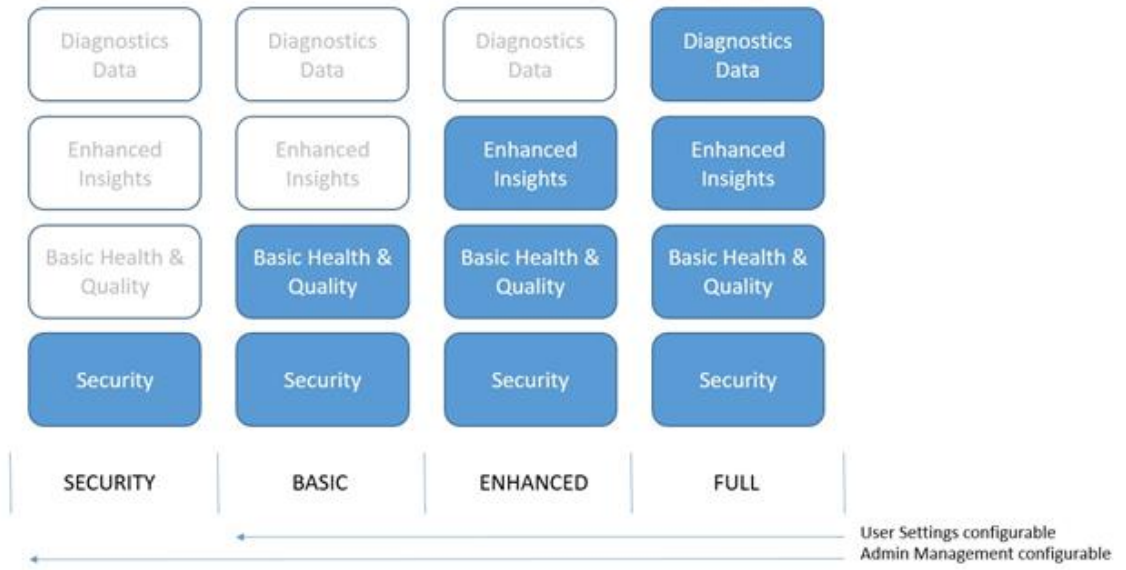 Diagnostics Data
Diagnostics Data
Diagnostics Data
Diagnostics Data
Enhanced Insights
Enhanced Insights
Enhanced Insights
Enhanced Insights
Basic Health & Quality
Basic Health & Quality
Basic Health & Quality
Basic Health & Quality
Security
Security
Security
Security
SECURITY
BASIC
ENHANCED
FULL
User Settings configurable
Admin Management configurable